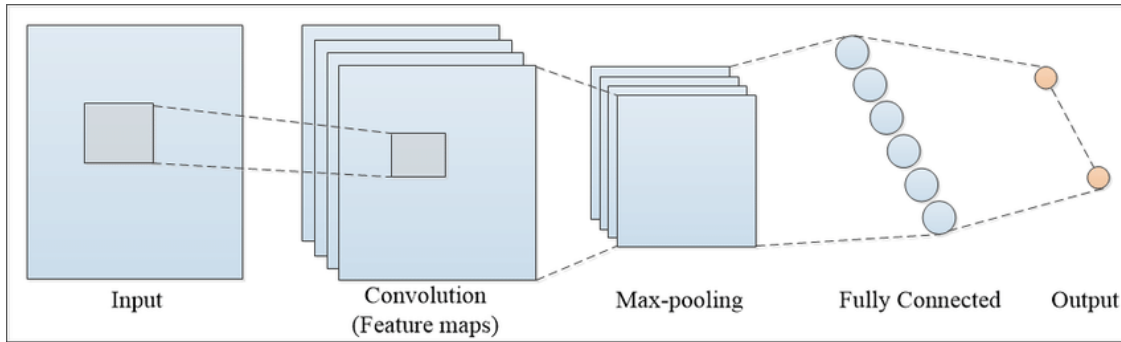 Input
Convolution
(Feature maps)
Max-pooling
Fully Connected
Output